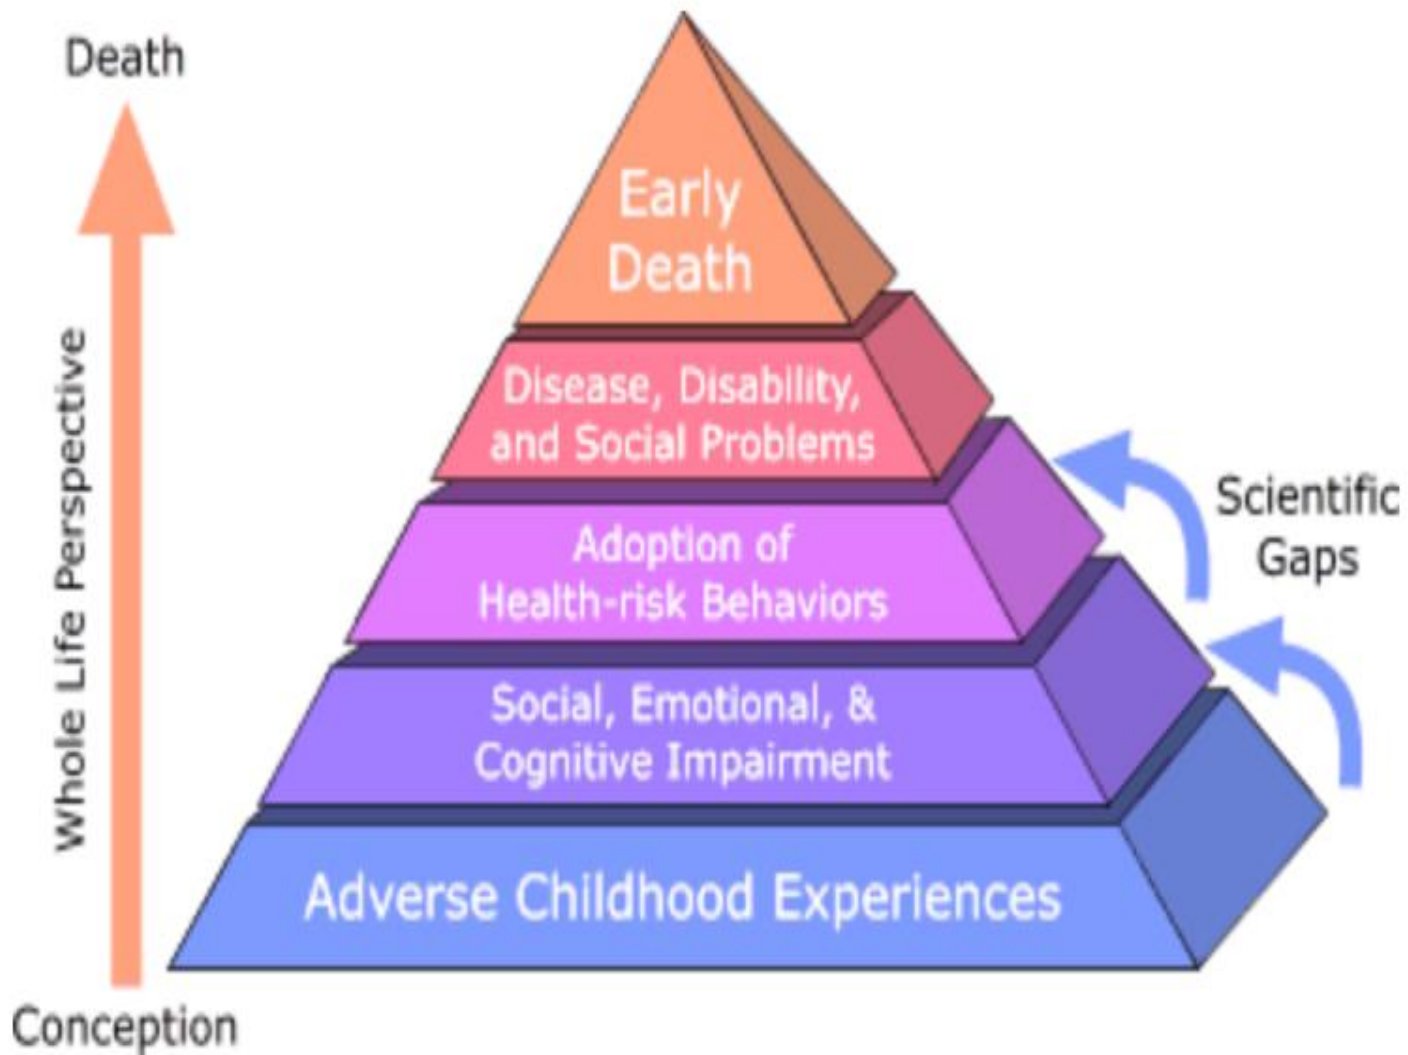 Death
Whole Life Perspective
Conception
Early
Death
Disease, Disability,
and Social Problems
Adoption of
Health-risk Behaviors
Social, Emotional, &
Cognitive Impairment
Adverse Childhood Experiences
Scientific
Gaps